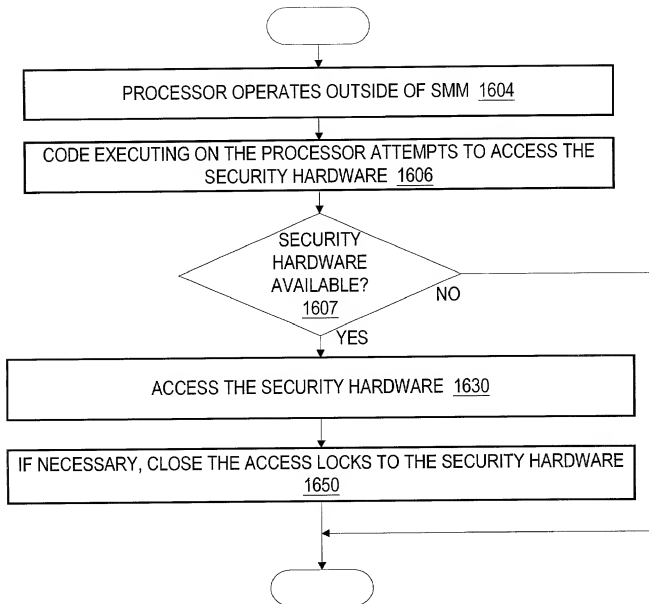 PROCESSOR OPERATES OUTSIDE OF SMM 1604
CODE EXECUTING ON THE PROCESSOR ATTEMPTS TO ACCESS THE
SECURITY HARDWARE 1606
SECURITY
HARDWARE
AVAILABLE?
1607
NO
YES
ACCESS THE SECURITY HARDWARE 1630
IF NECESSARY, CLOSE THE ACCESS LOCKS TO THE SECURITY HARDWARE
1650